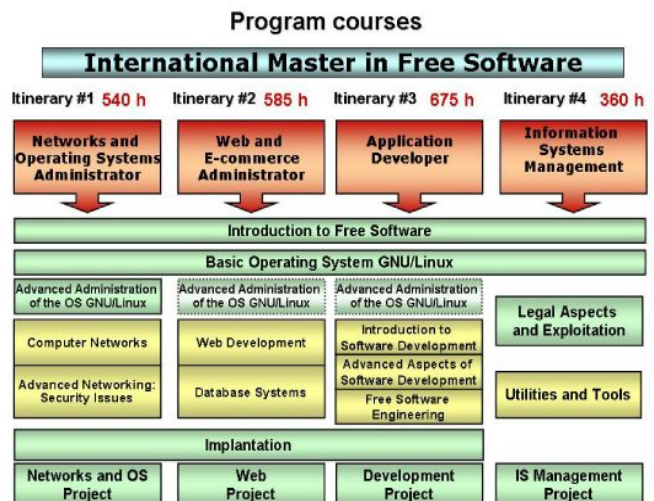 Program courses
International Master in Free Software
Itinerary #1 540 h
Itinerary #2 585 h
Itinerary #3 675 h
Itinerary #4 360 h
Networks and
Operating Systems
Administrator
Web and
E-commerce
Administrator
Application
Developer
Information
Systems
Management
Introduction to Free Software
Basic Operating System GNU/Linux
Advanced Administration
of the OS GNU/Linux
Advanced Administration
of the OS GNU/Linux
Advanced Administration
of the OS GNU/Linux
Legal Aspects
and Exploitation
Computer Networks
Web Development
Introduction to
Software Development
Advanced Aspects of
Software Development
Advanced Networking:
Security Issues
Database Systems
Free Software
Engineering
Utilities and Tools
Implantation
Networks and OS
Project
Web
Project
Development
Project
IS Management
Project